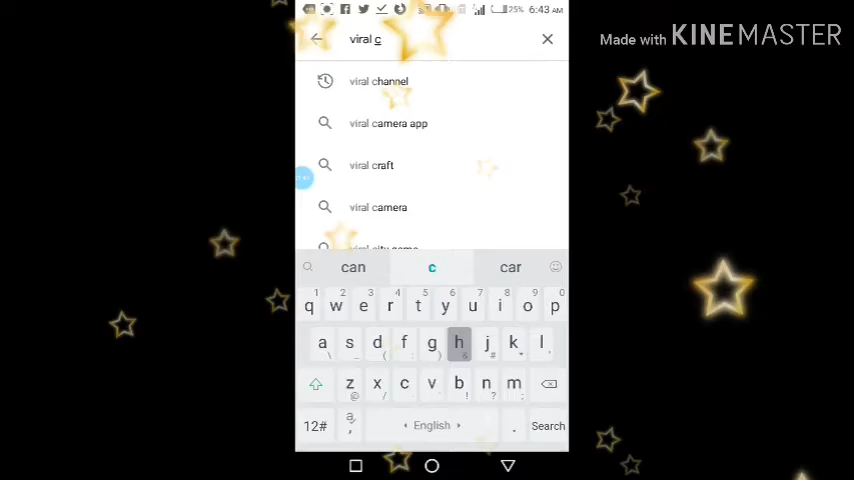 25% 6:43 AM
viral c
Made with KINEMASTER
viral channel
viral camera app
viral craft
viral camera
viral city game
can c car
1 2 3 4 5 6 7 8 9 0
q w e r t y u i o p
a s d f g h j k l
\ _ ( : ) & # * '
z x c v b n m
@ / ! ? ;
12# a , English . Search